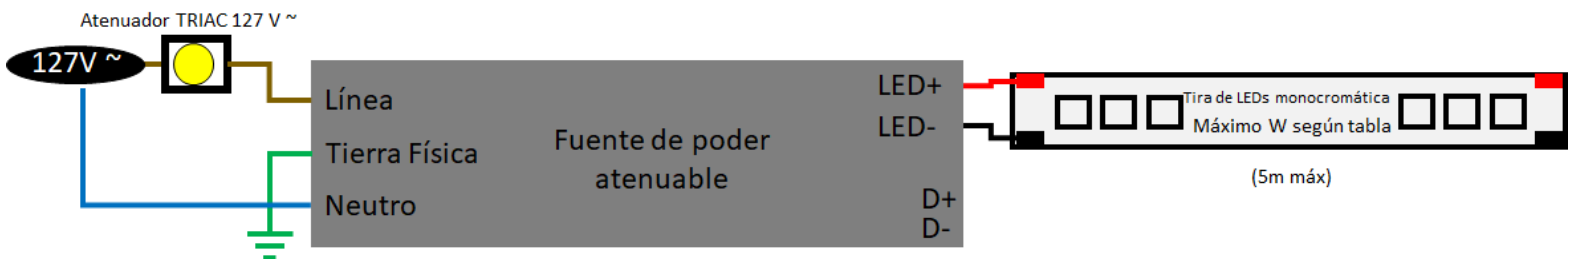 Atenuador TRIAC 127 V ~
127V ~
Línea
Tierra Física
Neutro
Fuente de poder
atenuable
LED+
LED-
D+
D-
Tira de LEDs monocromática
Máximo W según tabla
(5m máx)